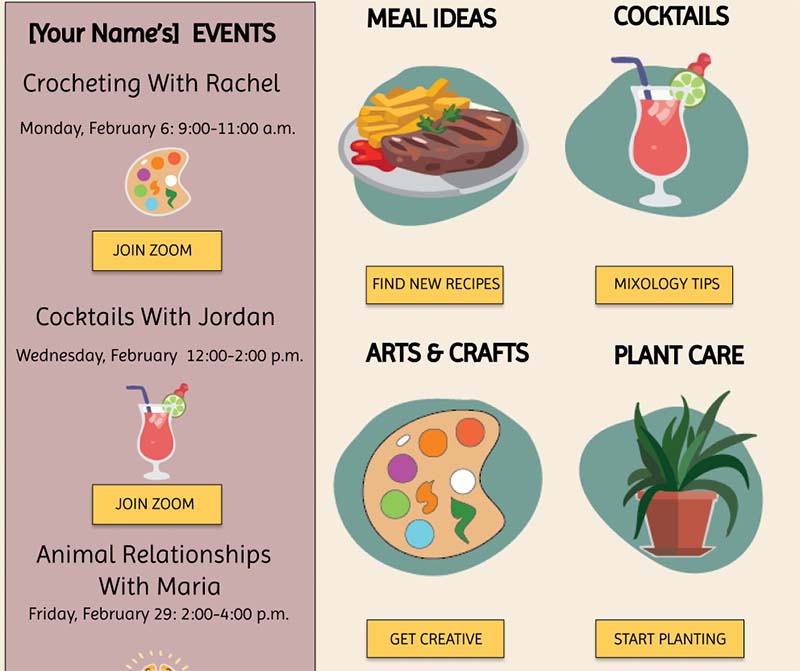 [Your Name's] EVENTS
Crocheting With Rachel
Monday, February 6: 9:00-11:00 a.m.
JOIN ZOOM
Cocktails With Jordan
Wednesday, February 12:00-2:00 p.m.
JOIN ZOOM
Animal Relationships
With Maria
Friday, February 29: 2:00-4:00 p.m.
MEAL IDEAS
FIND NEW RECIPES
COCKTAILS
MIXOLOGY TIPS
ARTS & CRAFTS
GET CREATIVE
PLANT CARE
START PLANTING